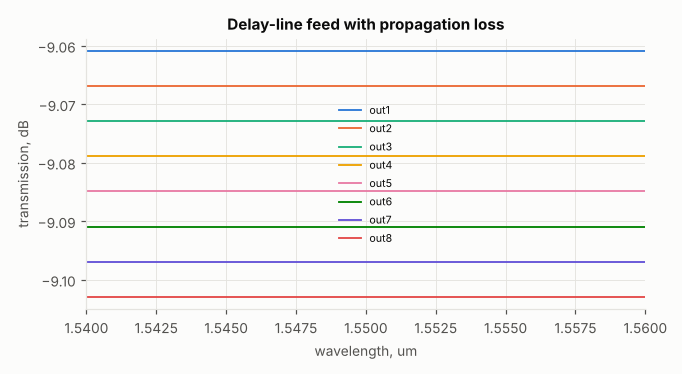 Delay-line feed with propagation loss
−9.06
−9.07
−9.08
−9.09
−9.10
transmission, dB
out1
out2
out3
out4
out5
out6
out7
out8
1.5400 1.5425 1.5450 1.5475 1.5500 1.5525 1.5550 1.5575 1.5600
wavelength, um